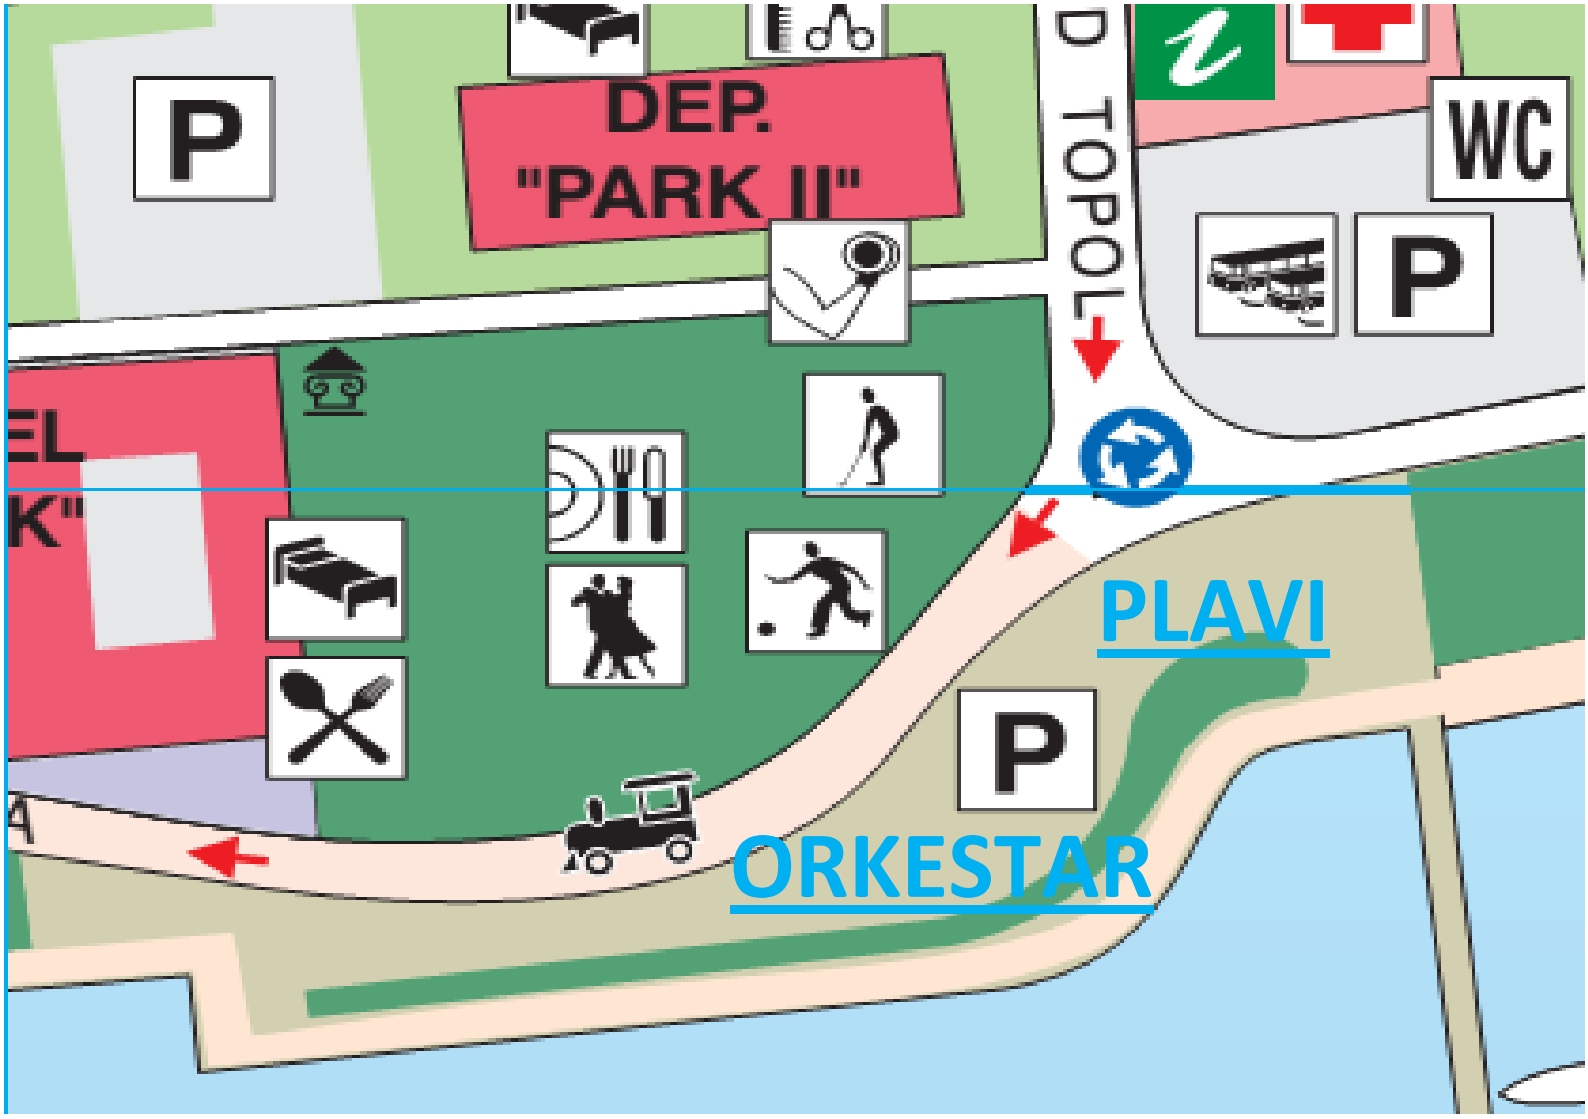 D TOPOL
i
P
DEP.
"PARK II"
WC
P
EL
K"
PLAVI
P
ORKESTAR
A